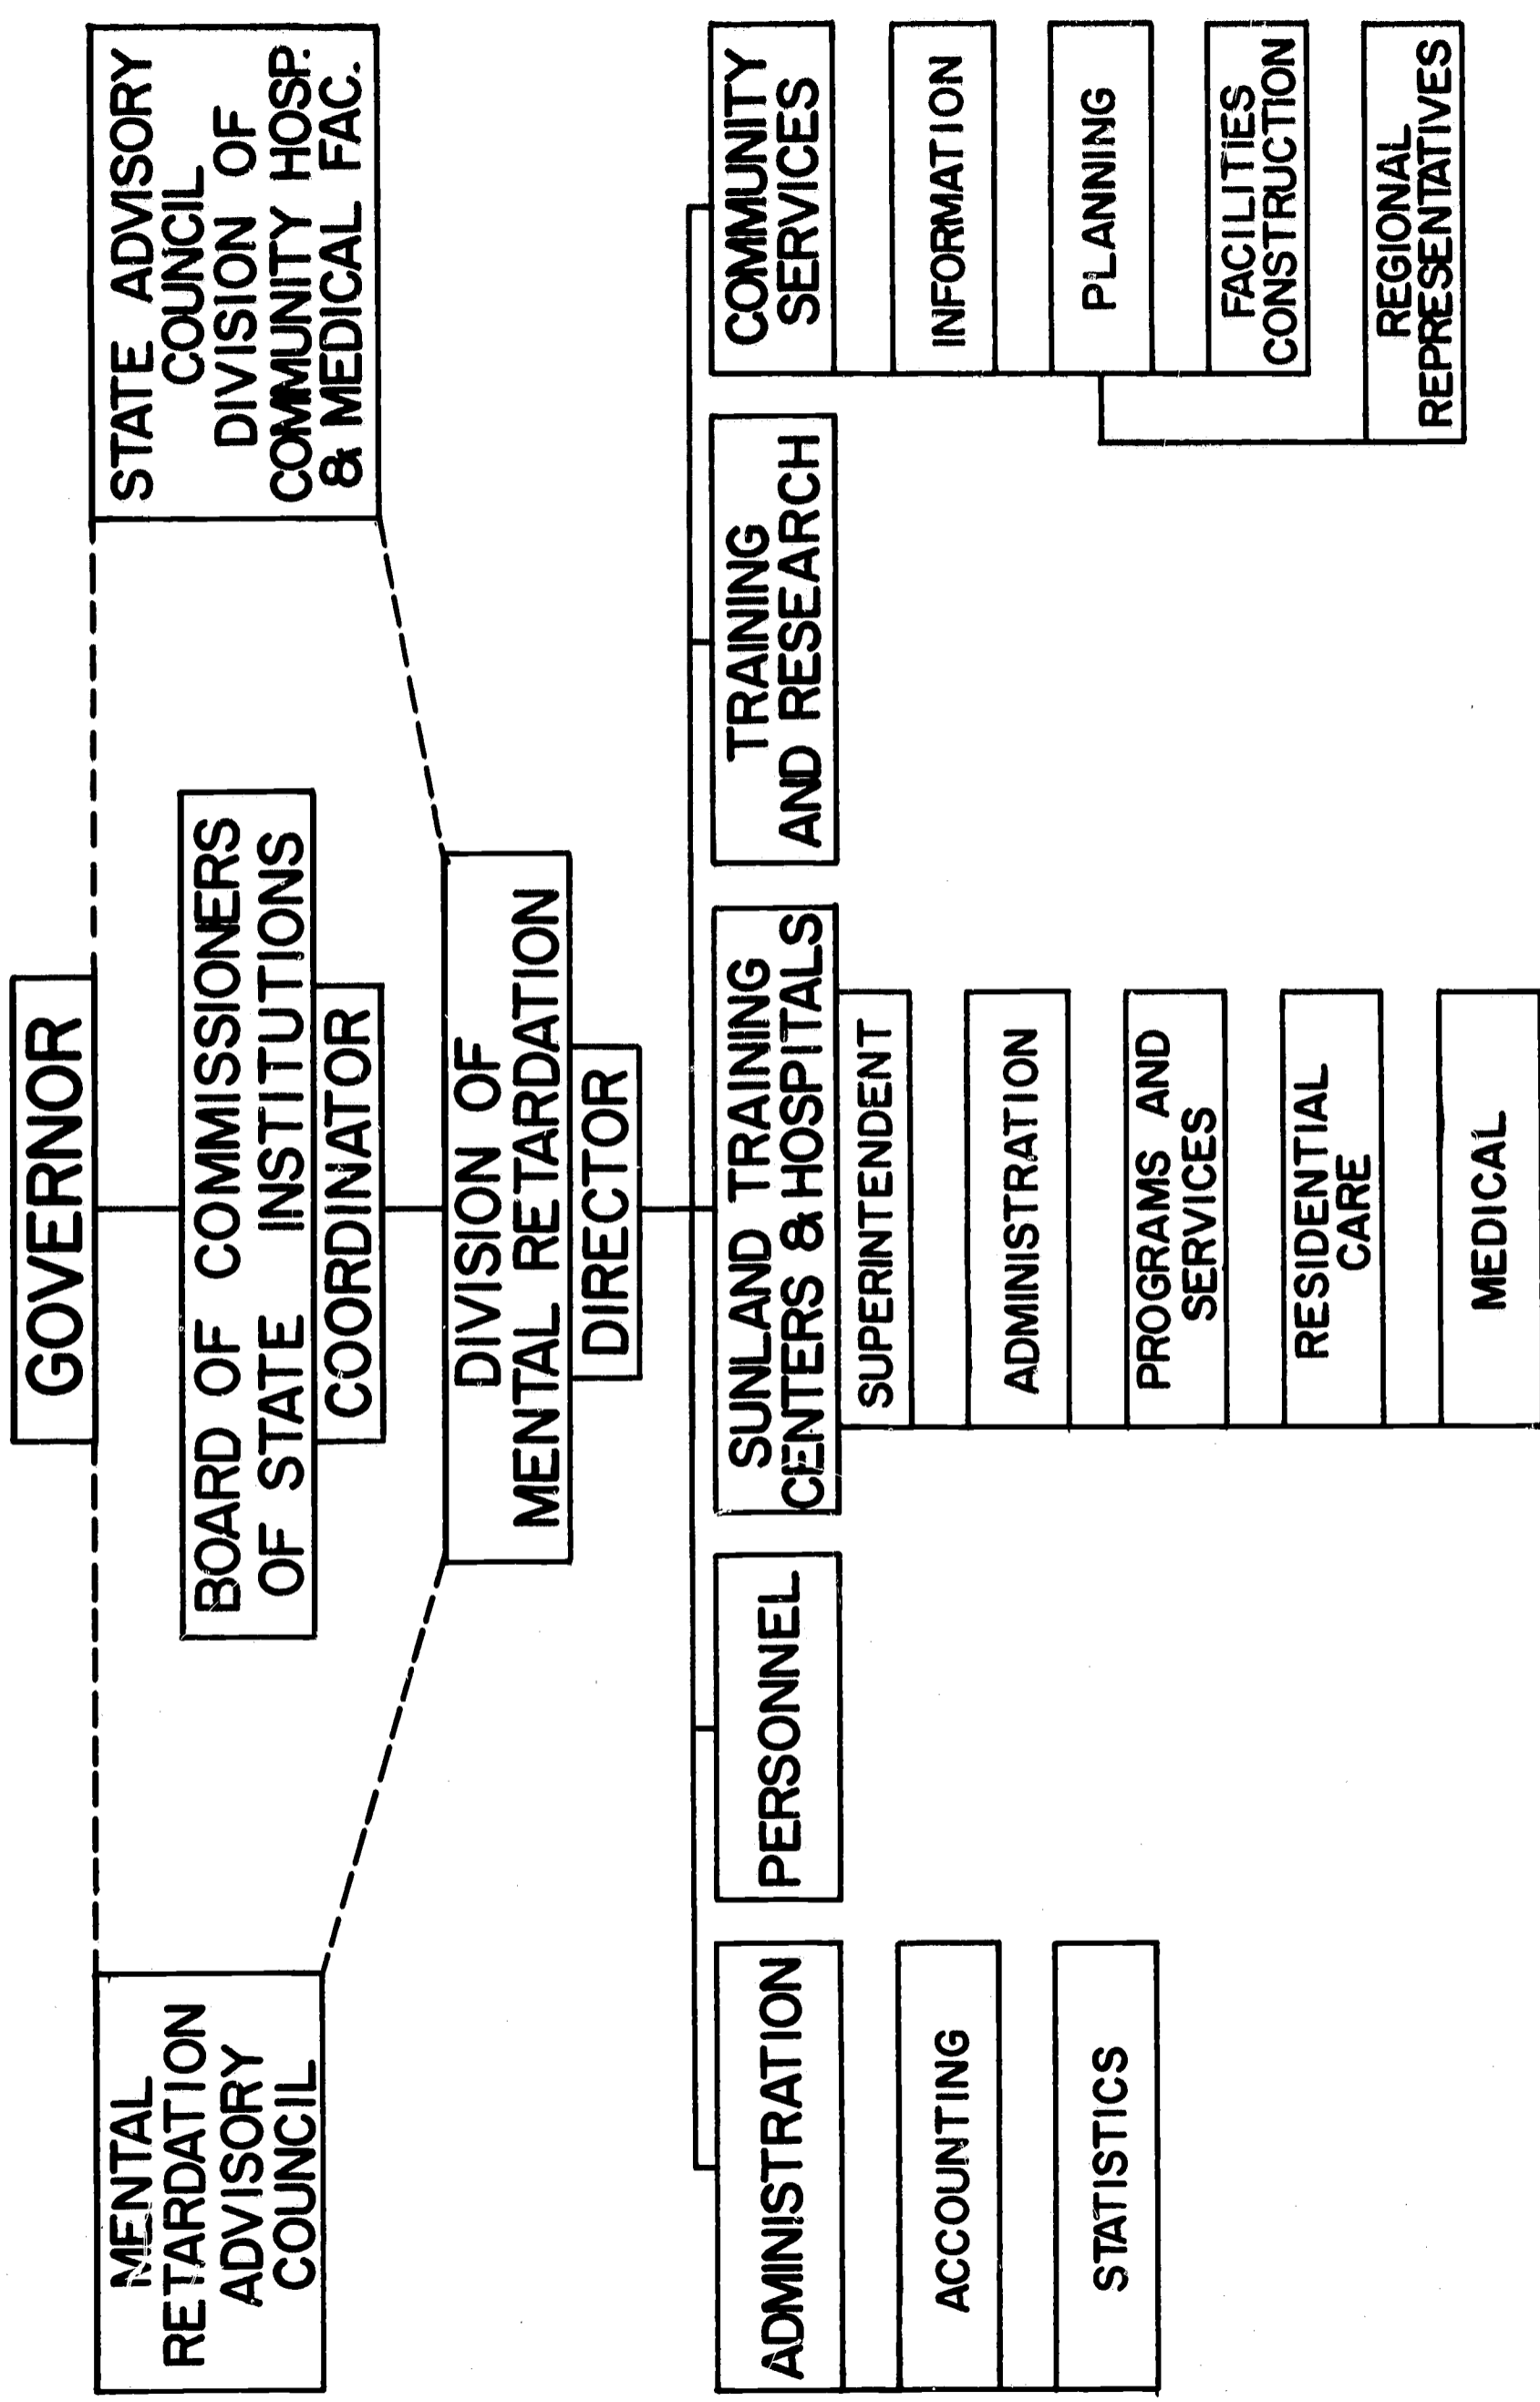 GOVERNOR
MENTAL
RETARDATION
ADVISORY
COUNCIL
STATE ADVISORY
COUNCIL
DIVISION OF
COMMUNITY HOSP.
& MEDICAL FAC.
BOARD OF COMMISSIONERS
OF STATE INSTITUTIONS
COORDINATOR
DIVISION OF
MENTAL RETARDATION
DIRECTOR
ADMINISTRATION
ACCOUNTING
STATISTICS
PERSONNEL
SUNLAND TRAINING
CENTERS & HOSPITALS
SUPERINTENDENT
ADMINISTRATION
PROGRAMS AND
SERVICES
RESIDENTIAL
CARE
MEDICAL
TRAINING
AND RESEARCH
COMMUNITY
SERVICES
INFORMATION
PLANNING
FACILITIES
CONSTRUCTION
REGIONAL
REPRESENTATIVES